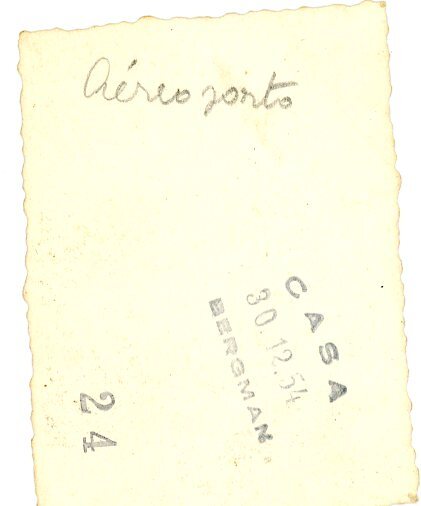 Aéreo porto
CASA
30.12.54
BERGMAN
24